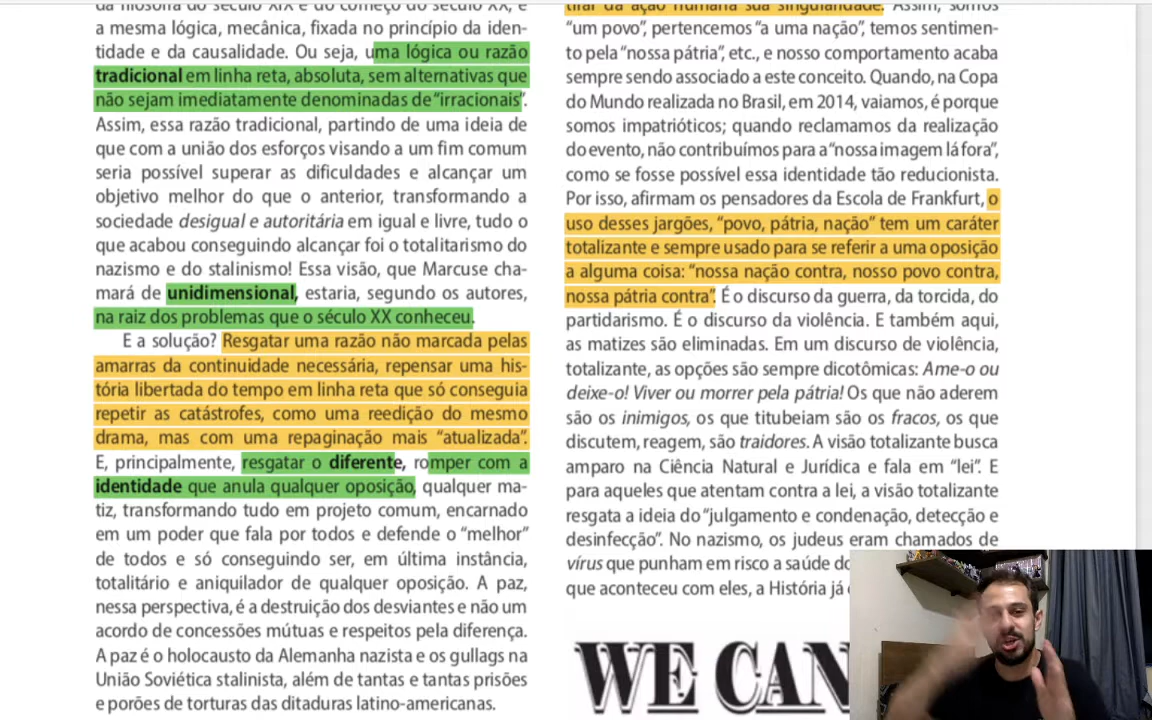 da filosofia do século XIX e do começo do século XX, é
a mesma lógica, mecânica, fixada no princípio da iden-
tidade e da causalidade. Ou seja, uma lógica ou razão
tradicional em linha reta, absoluta, sem alternativas que
não sejam imediatamente denominadas de “irracionais”.
Assim, essa razão tradicional, partindo de uma ideia de
que com a união dos esforços visando a um fim comum
seria possível superar as dificuldades e alcançar um
objetivo melhor do que o anterior, transformando a
sociedade desigual e autoritária em igual e livre, tudo o
que acabou conseguindo alcançar foi o totalitarismo do
nazismo e do stalinismo! Essa visão, que Marcuse cha-
mará de unidimensional, estaria, segundo os autores,
na raiz dos problemas que o século XX conheceu.
E a solução? Resgatar uma razão não marcada pelas
amarras da continuidade necessária, repensar uma his-
tória libertada do tempo em linha reta que só conseguia
repetir as catástrofes, como uma reedição do mesmo
drama, mas com uma repaginação mais “atualizada”.
E, principalmente, resgatar o diferente, romper com a
identidade que anula qualquer oposição, qualquer ma-
tiz, transformando tudo em projeto comum, encarnado
em um poder que fala por todos e defende o “melhor”
de todos e só conseguindo ser, em última instância,
totalitário e aniquilador de qualquer oposição. A paz,
nessa perspectiva, é a destruição dos desviantes e não um
acordo de concessões mútuas e respeitos pela diferença.
A paz é o holocausto da Alemanha nazista e os gullags na
União Soviética stalinista, além de tantas e tantas prisões
e porões de torturas das ditaduras latino-americanas.
tirar da ação humana sua singularidade. Assim, somos
“um povo”, pertencemos “a uma nação”, temos sentimen-
to pela “nossa pátria”, etc., e nosso comportamento acaba
sempre sendo associado a este conceito. Quando, na Copa
do Mundo realizada no Brasil, em 2014, vaiamos, é porque
somos impatrióticos; quando reclamamos da realização
do evento, não contribuímos para a “nossa imagem lá fora”,
como se fosse possível essa identidade tão reducionista.
Por isso, afirmam os pensadores da Escola de Frankfurt, o
uso desses jargões, “povo, pátria, nação” tem um caráter
totalizante e sempre usado para se referir a uma oposição
a alguma coisa: “nossa nação contra, nosso povo contra,
nossa pátria contra”. É o discurso da guerra, da torcida, do
partidarismo. É o discurso da violência. E também aqui,
as matizes são eliminadas. Em um discurso de violência,
totalizante, as opções são sempre dicotômicas: Ame-o ou
deixe-o! Viver ou morrer pela pátria! Os que não aderem
são os inimigos, os que titubeiam são os fracos, os que
discutem, reagem, são traidores. A visão totalizante busca
amparo na Ciência Natural e Jurídica e fala em “lei”. E
para aqueles que atentam contra a lei, a visão totalizante
resgata a ideia do “julgamento e condenação, detecção e
desinfecção”. No nazismo, os judeus eram chamados de
vírus que punham em risco a saúde do
que aconteceu com eles, a História já
WE CAN